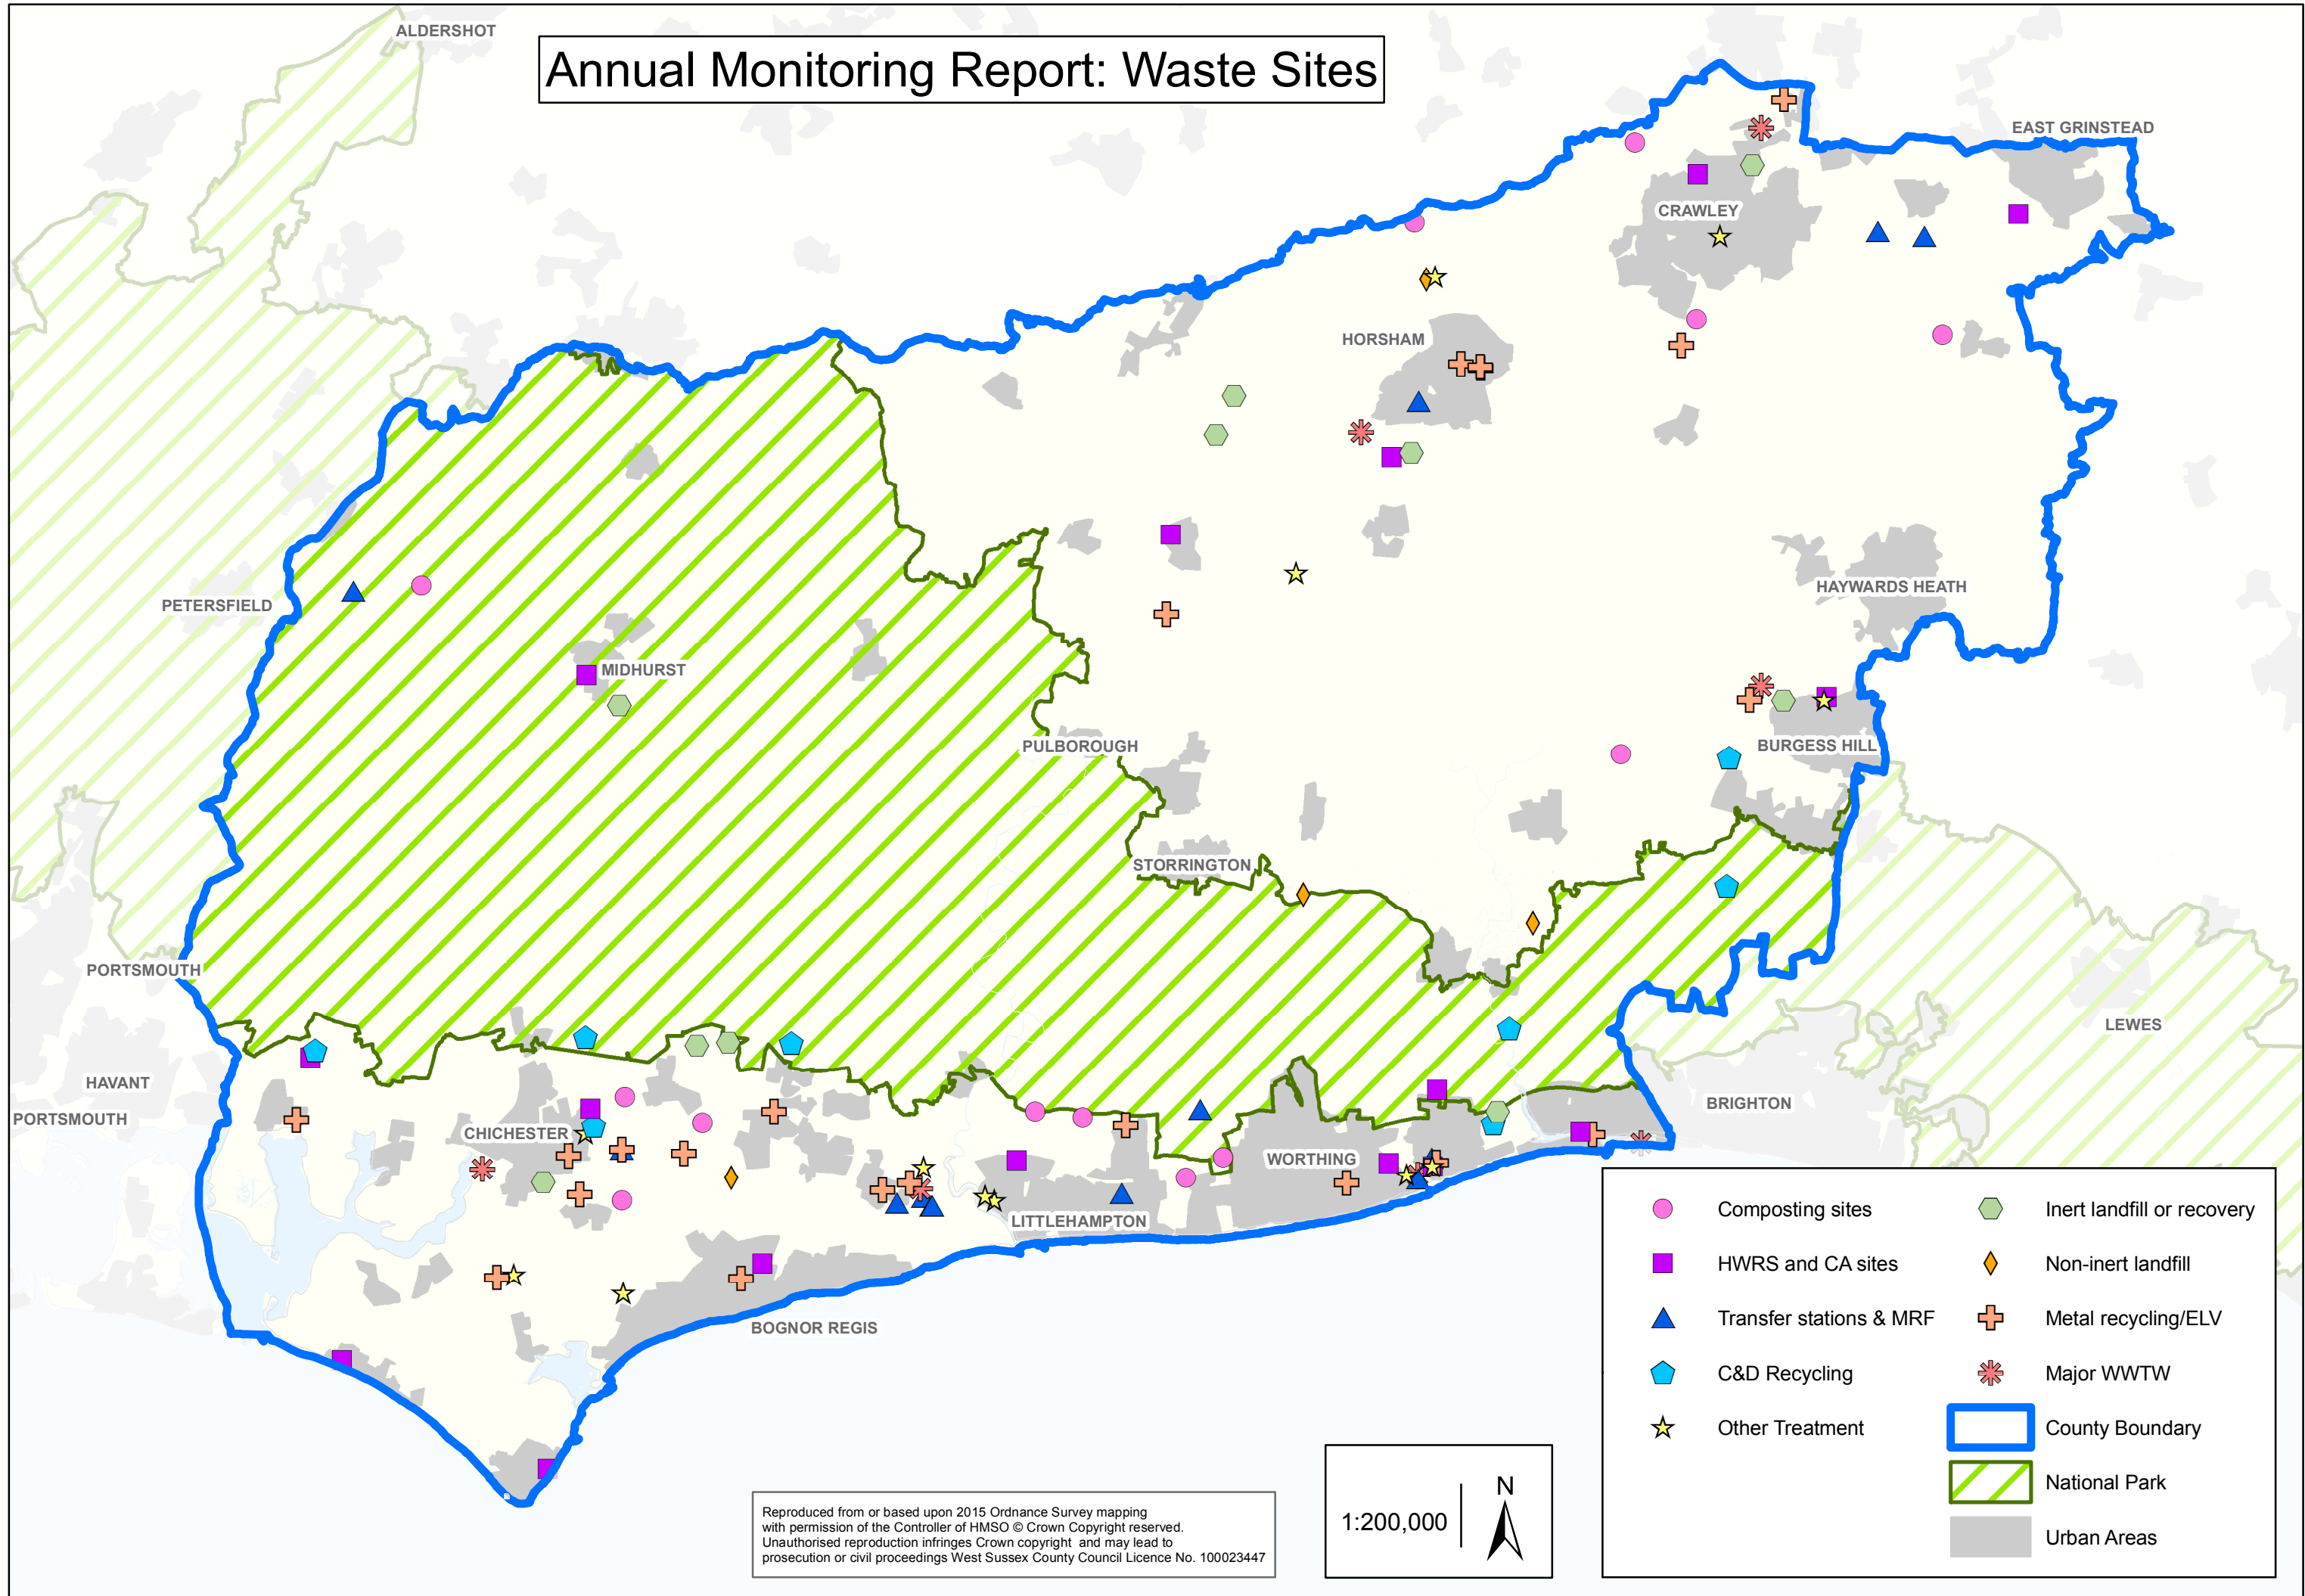 Annual Monitoring Report: Waste Sites
ALDERSHOT
EAST GRINSTEAD
CRAWLEY
HORSHAM
HAYWARDS HEATH
PETERSFIELD
MIDHURST
PULBOROUGH
BURGESS HILL
STORRINGTON
PORTSMOUTH
LEWES
HAVANT
BRIGHTON
PORTSMOUTH
CHICHESTER
WORTHING
LITTLEHAMPTON
BOGNOR REGIS
Composting sites
HWRS and CA sites
Transfer stations & MRF
C&D Recycling
Other Treatment
Inert landfill or recovery
Non-inert landfill
Metal recycling/ELV
Major WWTW
County Boundary
National Park
Urban Areas
1:200,000
N
Reproduced from or based upon 2015 Ordnance Survey mapping
with permission of the Controller of HMSO © Crown Copyright reserved.
Unauthorised reproduction infringes Crown copyright and may lead to
prosecution or civil proceedings West Sussex County Council Licence No. 100023447